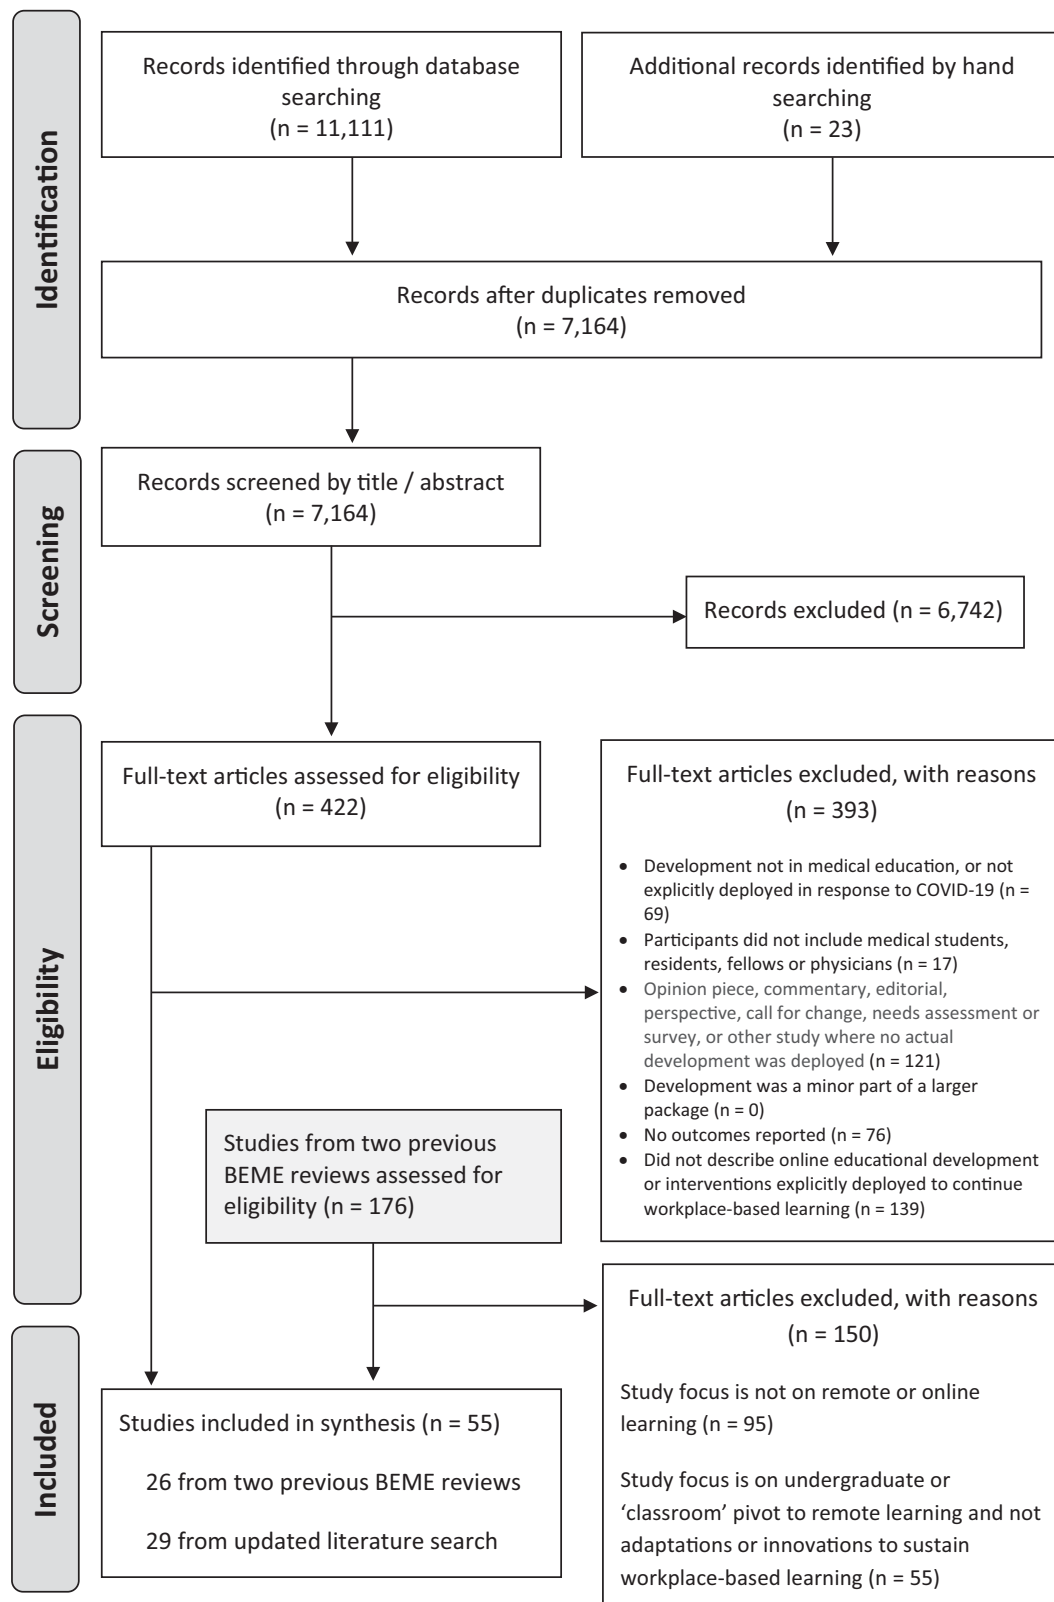 Identification
Records identified through database
searching
(n = 11,111)
Additional records identified by hand
searching
(n = 23)
Records after duplicates removed
(n = 7,164)
Screening
Records screened by title / abstract
(n = 7,164)
Records excluded (n = 6,742)
Eligibility
Full-text articles assessed for eligibility
(n = 422)
Full-text articles excluded, with reasons
(n = 393)
• Development not in medical education, or not
explicitly deployed in response to COVID-19 (n =
69)
• Participants did not include medical students,
residents, fellows or physicians (n = 17)
• Opinion piece, commentary, editorial,
perspective, call for change, needs assessment or
survey, or other study where no actual
development was deployed (n = 121)
• Development was a minor part of a larger
package (n = 0)
• No outcomes reported (n = 76)
• Did not describe online educational development
or interventions explicitly deployed to continue
workplace-based learning (n = 139)
Studies from two previous
BEME reviews assessed for
eligibility (n = 176)
Full-text articles excluded, with reasons
(n = 150)
Study focus is not on remote or online
learning (n = 95)
Study focus is on undergraduate or
‘classroom’ pivot to remote learning and not
adaptations or innovations to sustain
workplace-based learning (n = 55)
Included
Studies included in synthesis (n = 55)
26 from two previous BEME reviews
29 from updated literature search